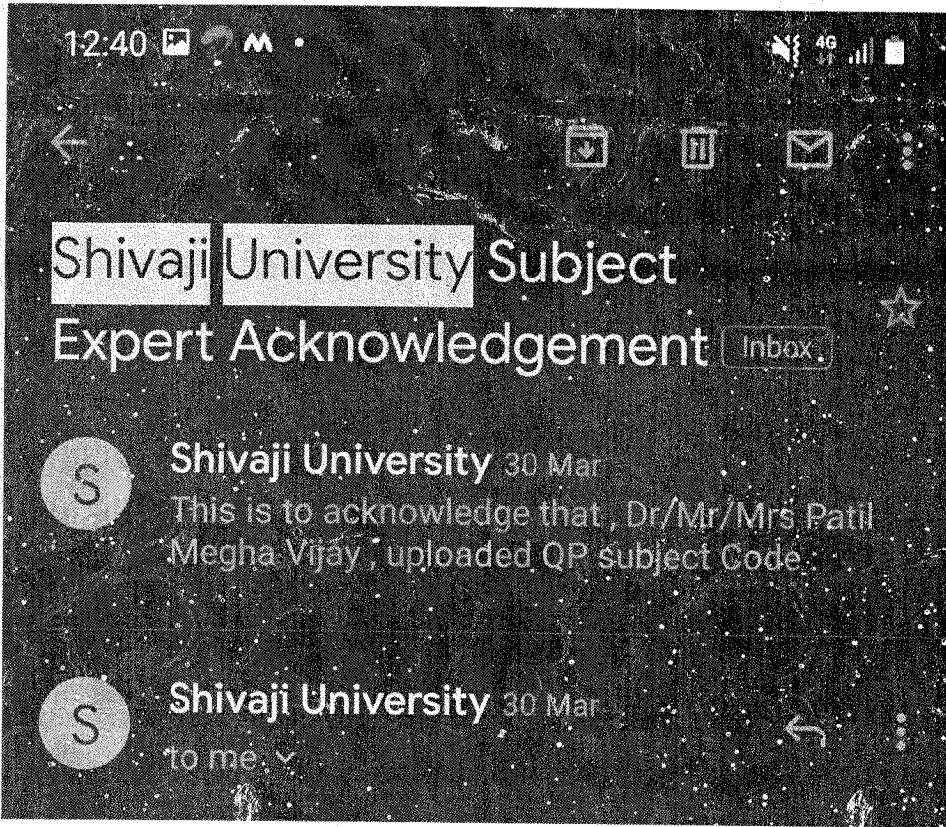 12:40
4G
Shivaji University Subject
Expert Acknowledgement Inbox
S
Shivaji University 30 Mar
This is to acknowledge that , Dr/Mr/Mrs Patil
Megha Vijay , uploaded QP subject Code
S
Shivaji University 30 Mar
to me